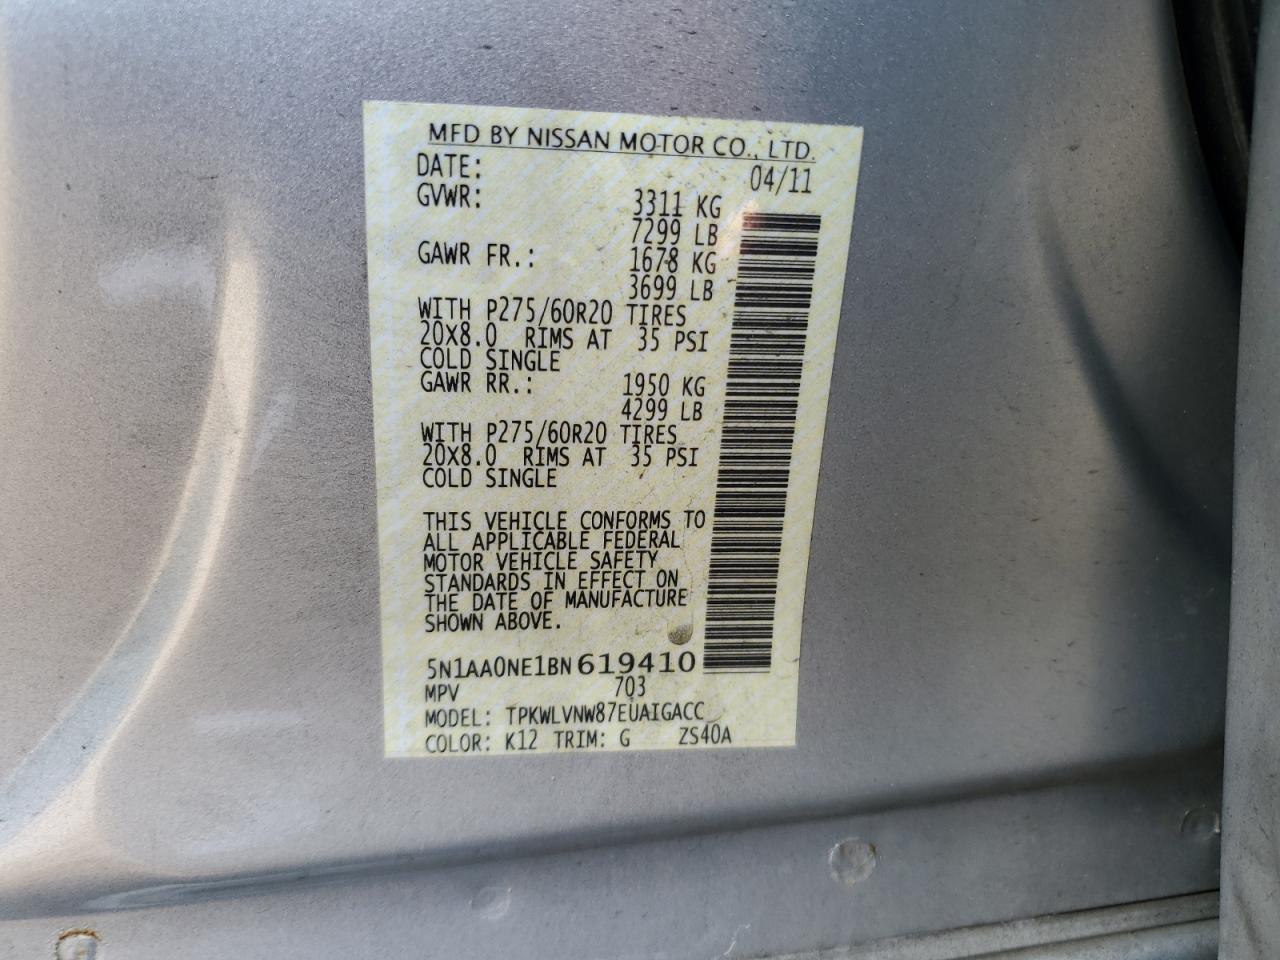 MFD BY NISSAN MOTOR CO., LTD.
DATE: 04/11
GVWR: 3311 KG
7299 LB
GAWR FR.: 1678 KG
3699 LB
WITH P275/60R20 TIRES
20X8.0 RIMS AT 35 PSI
COLD SINGLE
GAWR RR.: 1950 KG
4299 LB
WITH P275/60R20 TIRES
20X8.0 RIMS AT 35 PSI
COLD SINGLE
THIS VEHICLE CONFORMS TO
ALL APPLICABLE FEDERAL
MOTOR VEHICLE SAFETY
STANDARDS IN EFFECT ON
THE DATE OF MANUFACTURE
SHOWN ABOVE.
5N1AA0NE1BN619410
MPV 703
MODEL: TPKWLVNW87EUAIGACC
COLOR: K12 TRIM: G ZS40A